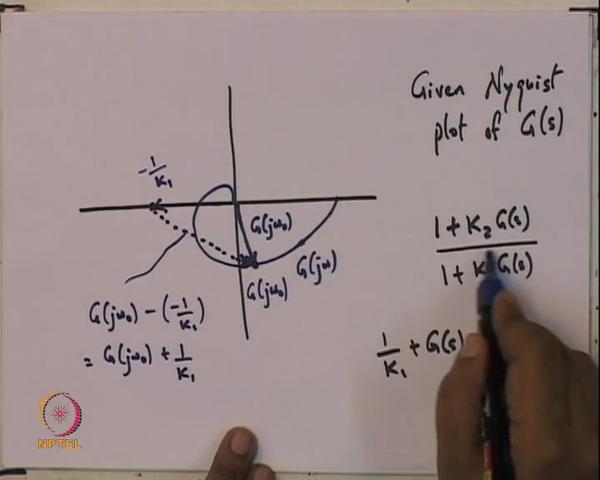 Given Nyquist
plot of G(s)
-1/K₁
G(jω₀)
G(jω)
G(jω₀)
G(jω₀) - (-1/K₁)
= G(jω₀) + 1/K₁
1 + K₂ G(s)
1 + K G(s)
1/K₁ + G(s)
NPTEL